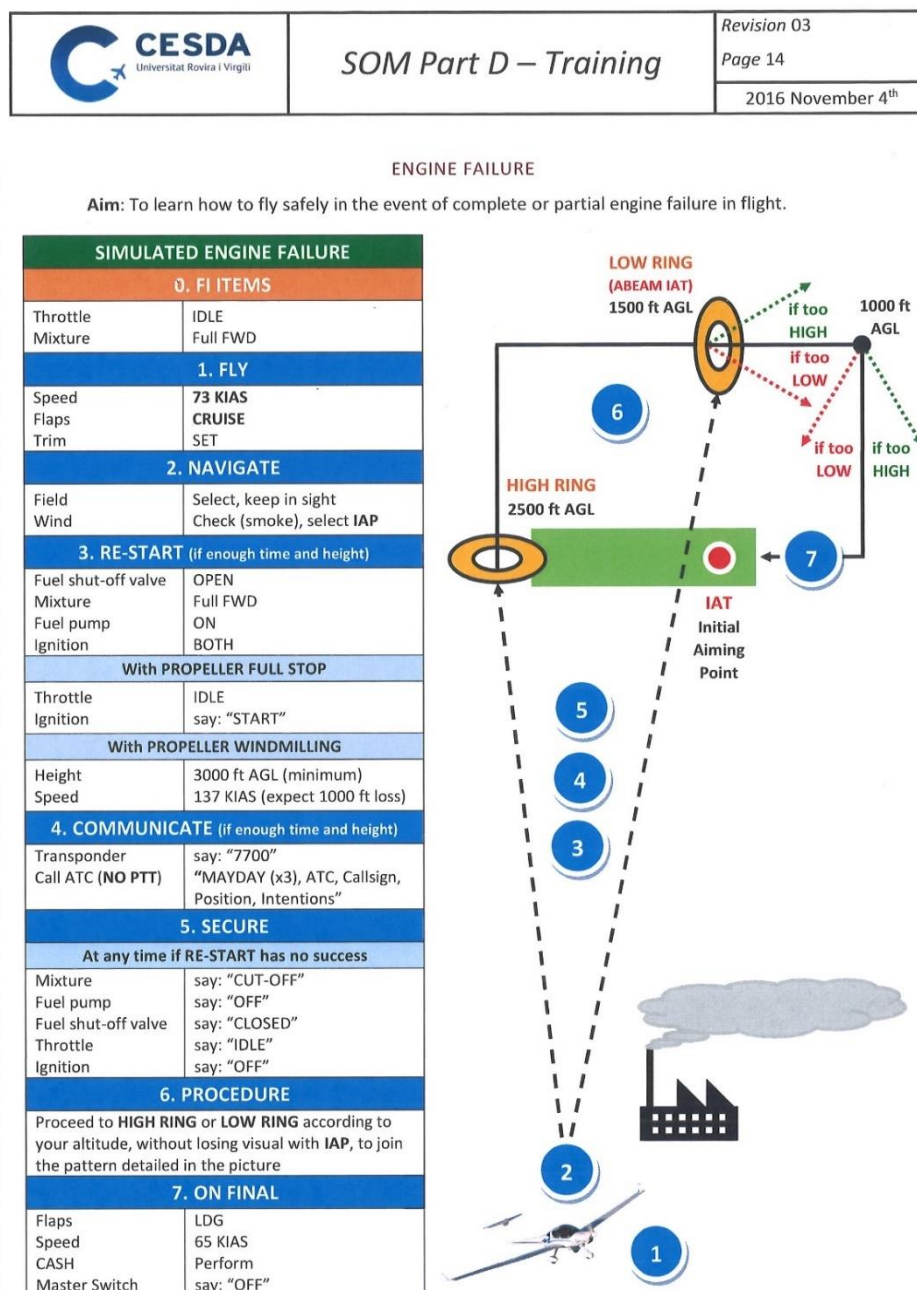 CESDA
Universitat Rovira i Virgili
SOM Part D – Training
Revision 03
Page 14
2016 November 4th
ENGINE FAILURE
Aim: To learn how to fly safely in the event of complete or partial engine failure in flight.
SIMULATED ENGINE FAILURE
0. FI ITEMS
Throttle IDLE
Mixture Full FWD
1. FLY
Speed 73 KIAS
Flaps CRUISE
Trim SET
2. NAVIGATE
Field Select, keep in sight
Wind Check (smoke), select IAP
3. RE-START (if enough time and height)
Fuel shut-off valve OPEN
Mixture Full FWD
Fuel pump ON
Ignition BOTH
With PROPELLER FULL STOP
Throttle IDLE
Ignition say: “START”
With PROPELLER WINDMILLING
Height 3000 ft AGL (minimum)
Speed 137 KIAS (expect 1000 ft loss)
4. COMMUNICATE (if enough time and height)
Transponder say: “7700”
Call ATC (NO PTT) “MAYDAY (x3), ATC, Callsign,
Position, Intentions”
5. SECURE
At any time if RE-START has no success
Mixture say: “CUT-OFF”
Fuel pump say: “OFF”
Fuel shut-off valve say: “CLOSED”
Throttle say: “IDLE”
Ignition say: “OFF”
6. PROCEDURE
Proceed to HIGH RING or LOW RING according to
your altitude, without losing visual with IAP, to join
the pattern detailed in the picture
7. ON FINAL
Flaps LDG
Speed 65 KIAS
CASH Perform
Master Switch say: “OFF”
LOW RING
(ABEAM IAT)
1500 ft AGL
if too
HIGH
1000 ft
AGL
if too
LOW
6
if too
LOW
if too
HIGH
HIGH RING
2500 ft AGL
7
IAT
Initial
Aiming
Point
5
4
3
2
1